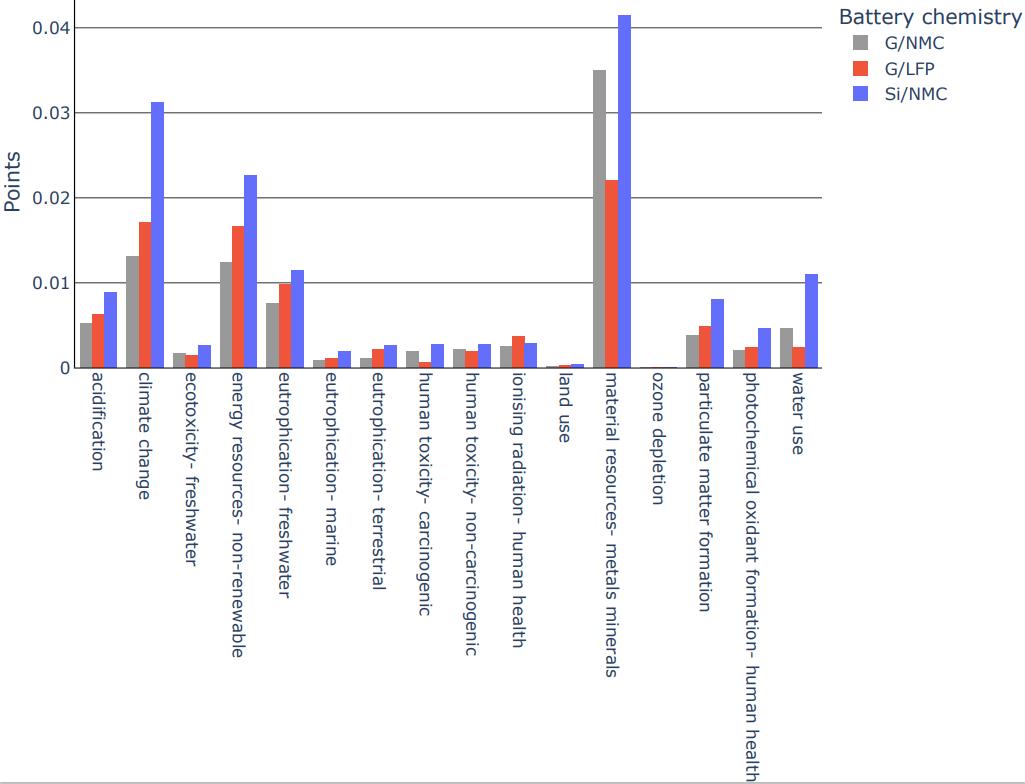 Battery chemistry
G/NMC
G/LFP
Si/NMC
Points
0.04
0.03
0.02
0.01
0
acidification
climate change
ecotoxicity- freshwater
energy resources- non-renewable
eutrophication- freshwater
eutrophication- marine
eutrophication- terrestrial
human toxicity- carcinogenic
human toxicity- non-carcinogenic
ionising radiation- human health
land use
material resources- metals minerals
ozone depletion
particulate matter formation
photochemical oxidant formation- human health
water use